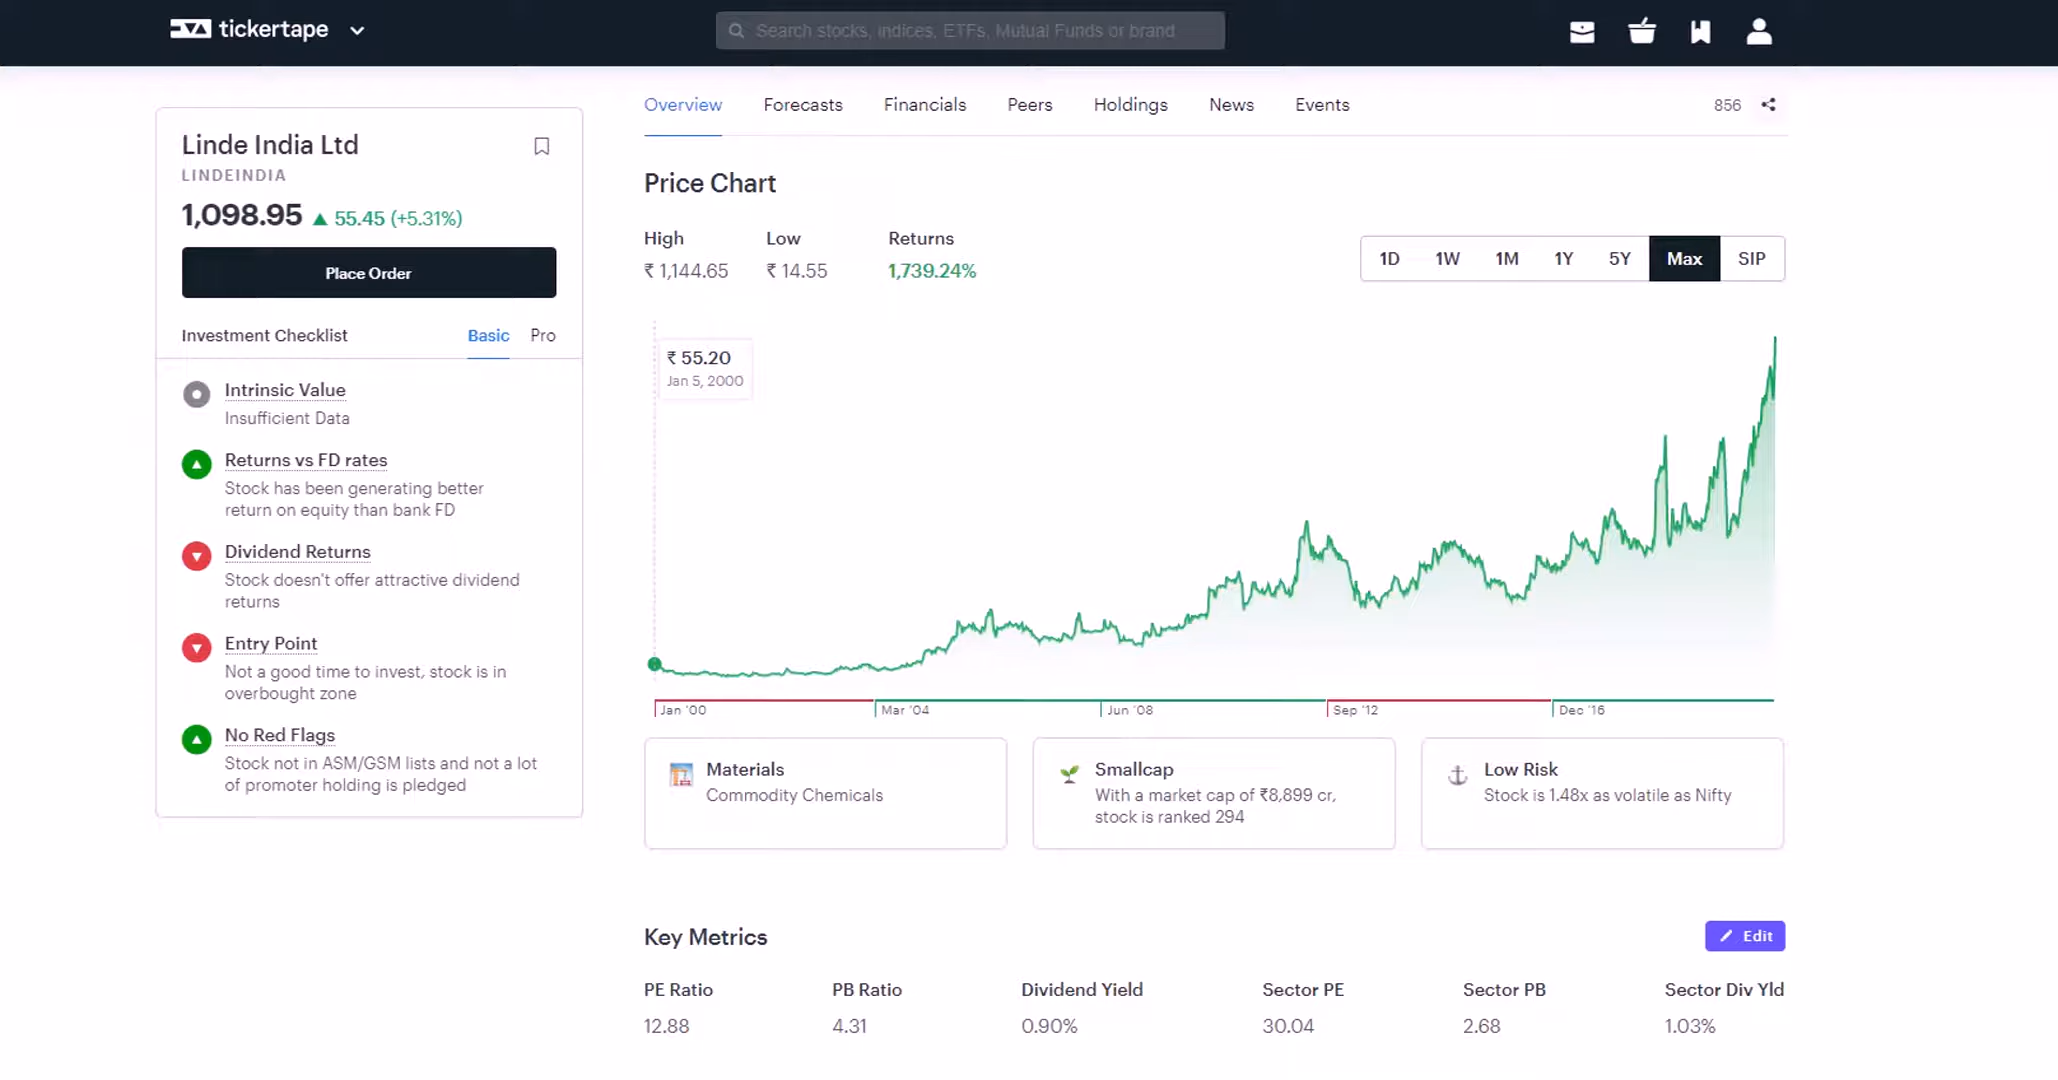 tickertape
Search stocks, indices, ETFs, Mutual Funds or brand
Linde India Ltd
LINDEINDIA
1,098.95 ▲ 55.45 (+5.31%)
Place Order
Investment Checklist Basic Pro
Intrinsic Value
Insufficient Data
Returns vs FD rates
Stock has been generating better
return on equity than bank FD
Dividend Returns
Stock doesn't offer attractive dividend
returns
Entry Point
Not a good time to invest, stock is in
overbought zone
No Red Flags
Stock not in ASM/GSM lists and not a lot
of promoter holding is pledged
Overview Forecasts Financials Peers Holdings News Events 856
Price Chart
High Low Returns
₹ 1,144.65 ₹ 14.55 1,739.24%
1D 1W 1M 1Y 5Y Max SIP
₹ 55.20
Jan 5, 2000
Jan '00 Mar '04 Jun '08 Sep '12 Dec '16
Materials
Commodity Chemicals
Smallcap
With a market cap of ₹8,899 cr,
stock is ranked 294
Low Risk
Stock is 1.48x as volatile as Nifty
Key Metrics Edit
PE Ratio PB Ratio Dividend Yield Sector PE Sector PB Sector Div Yld
12.88 4.31 0.90% 30.04 2.68 1.03%